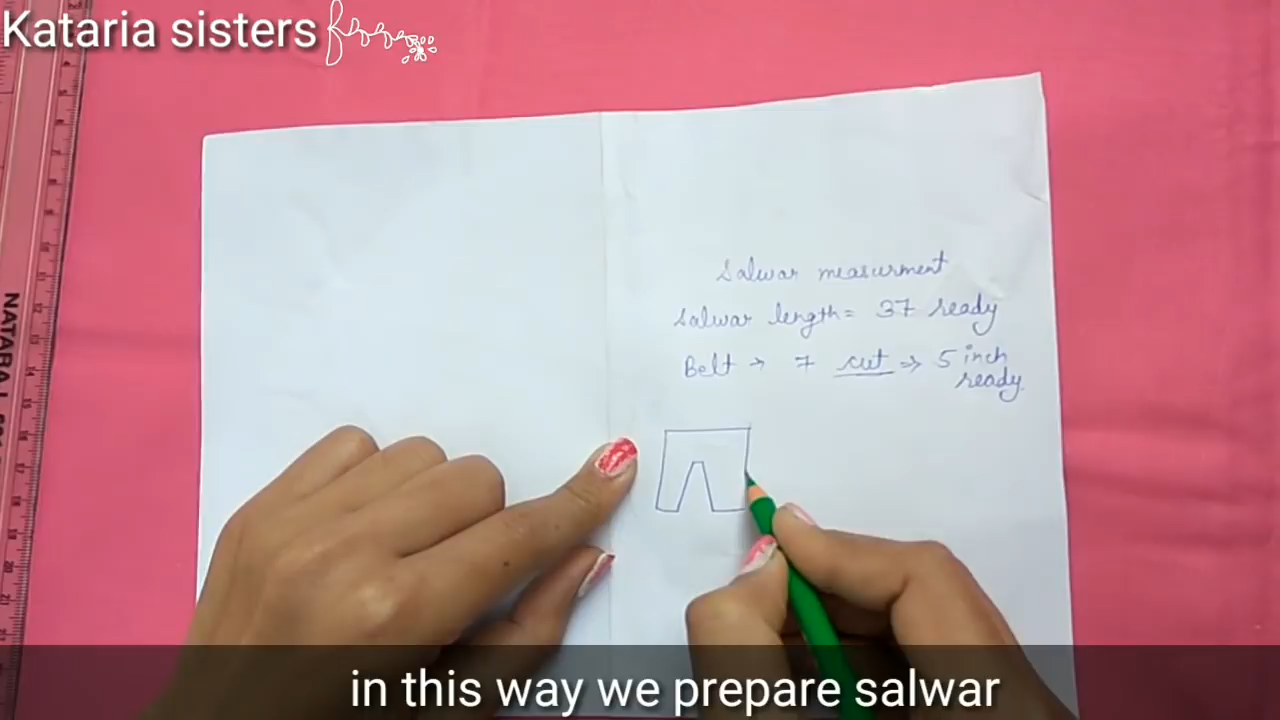 Kataria sisters
Salwar measurment
Salwar length = 37 ready
Belt → 7 cut ⇒ 5 inch
ready.
NATARAJ
in this way we prepare salwar